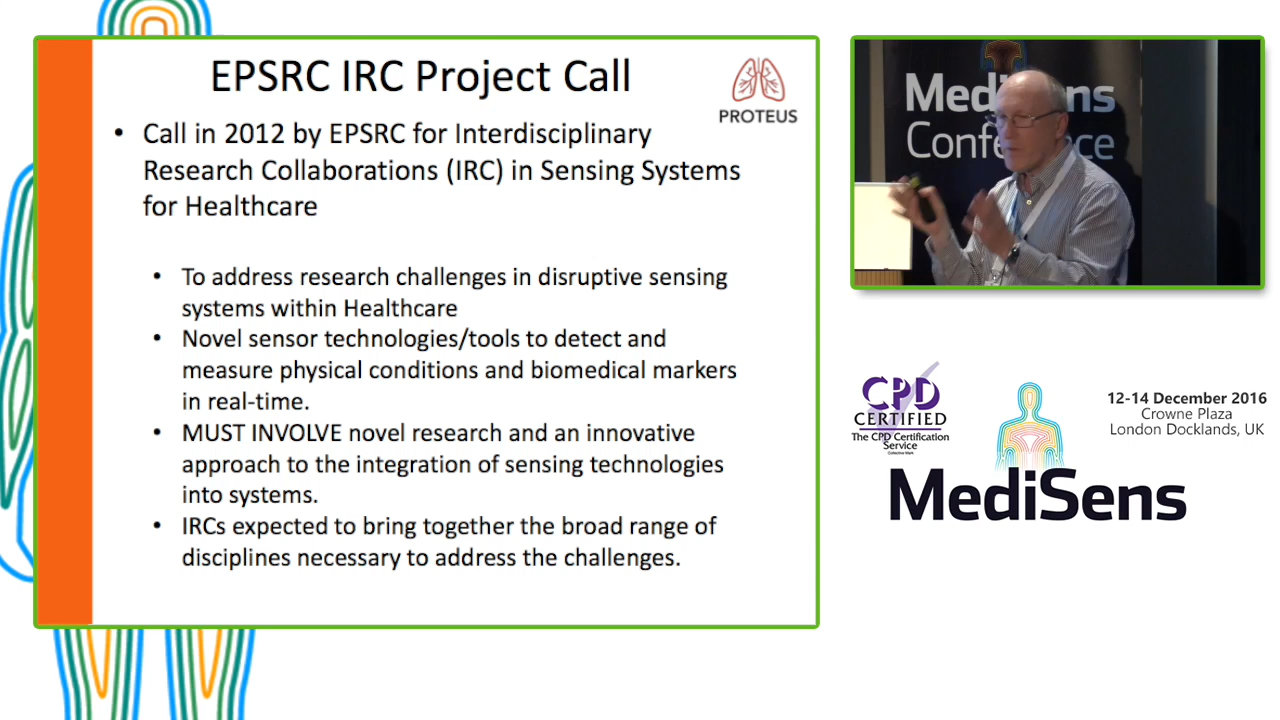 EPSRC IRC Project Call
PROTEUS
• Call in 2012 by EPSRC for Interdisciplinary
Research Collaborations (IRC) in Sensing Systems
for Healthcare
• To address research challenges in disruptive sensing
systems within Healthcare
• Novel sensor technologies/tools to detect and
measure physical conditions and biomedical markers
in real-time.
• MUST INVOLVE novel research and an innovative
approach to the integration of sensing technologies
into systems.
• IRCs expected to bring together the broad range of
disciplines necessary to address the challenges.
CPD
CERTIFIED
The CPD Certification
Service
Collective Mark
12-14 December 2016
Crowne Plaza
London Docklands, UK
MediSens